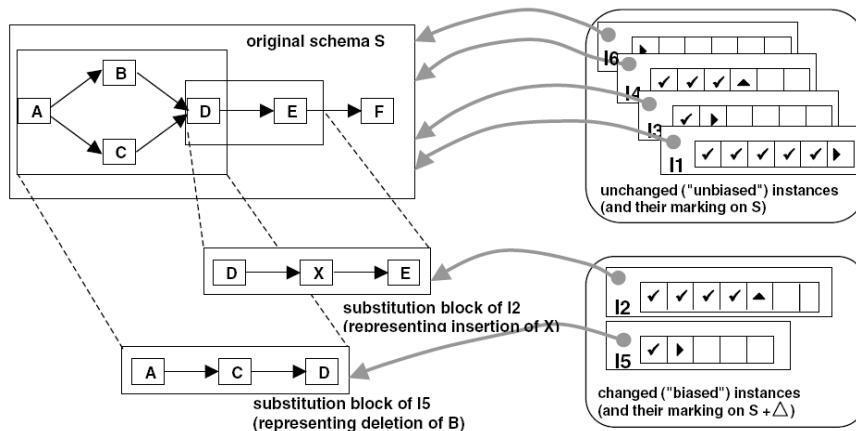 original schema S
A
B
C
D
E
F
I6
I4
I3
I1
unchanged ("unbiased") instances
(and their marking on S)
D
X
E
substitution block of I2
(representing insertion of X)
A
C
D
substitution block of I5
(representing deletion of B)
I2
I5
changed ("biased") instances
(and their marking on S + △)